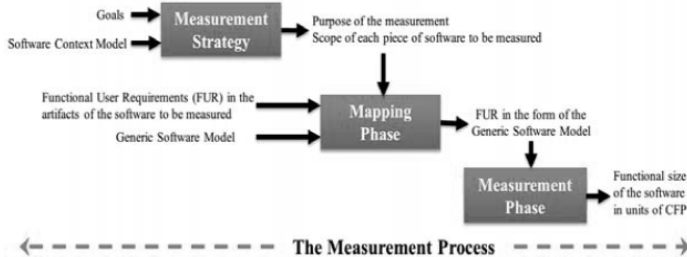 Goals
Software Context Model
Measurement
Strategy
Purpose of the measurement
Scope of each piece of software to be measured
Functional User Requirements (FUR) in the
artifacts of the software to be measured
Generic Software Model
Mapping
Phase
FUR in the form of the
Generic Software Model
Measurement
Phase
Functional size
of the software
in units of CFP
The Measurement Process